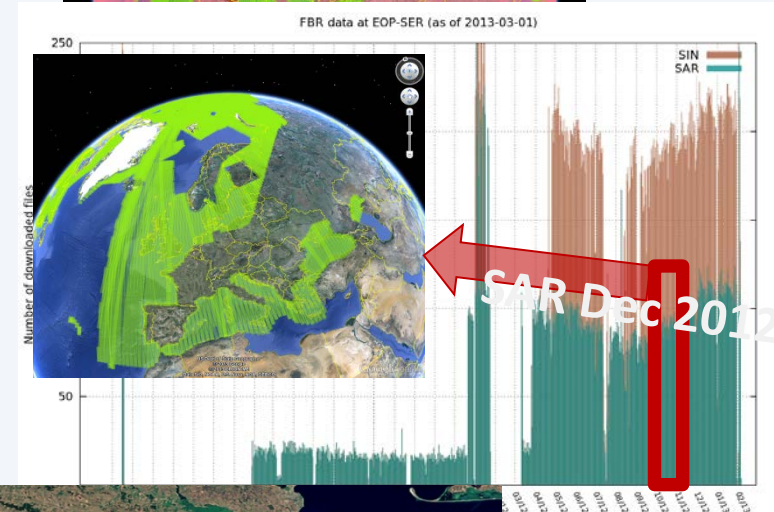 FBR data at EOP-SER (as of 2013-03-01)
250
SIN
SAR
Number of downloaded files
SAR Dec 2012
50
03/12
04/12
05/12
06/12
07/12
08/12
09/12
10/12
11/12
12/12
01/13
02/13